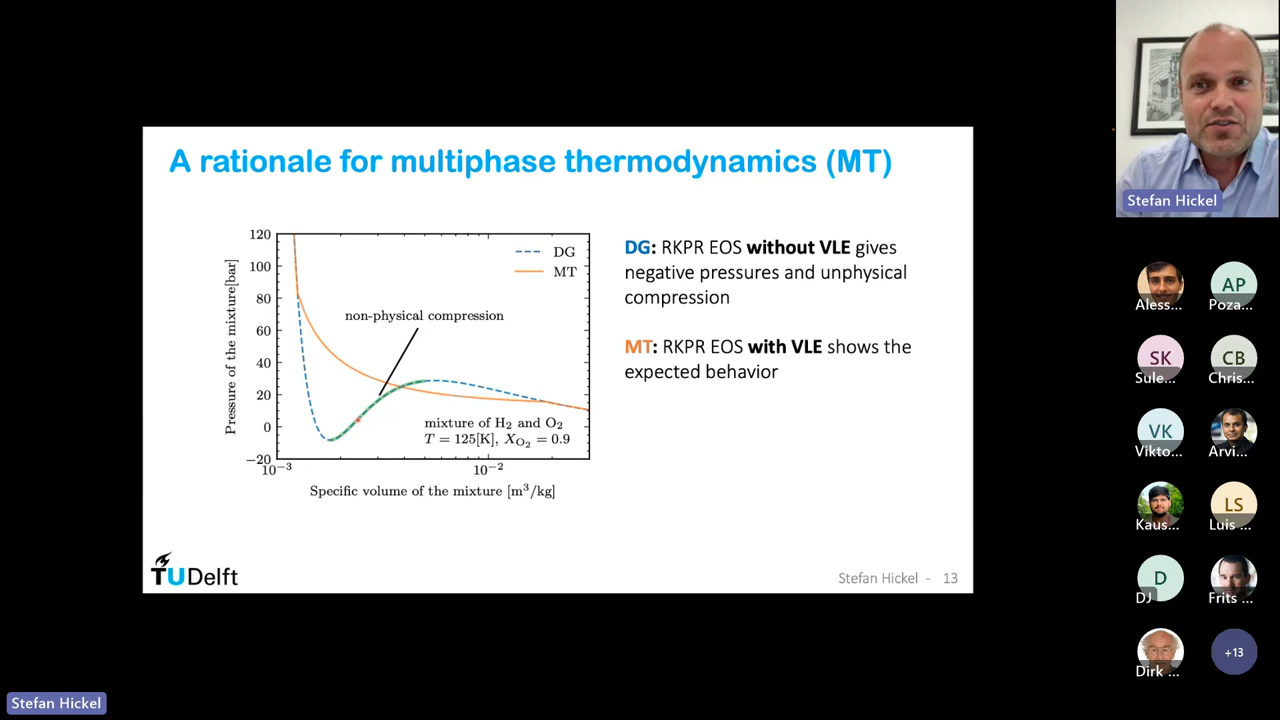 A rationale for multiphase thermodynamics (MT)
120
100
80
60
40
20
0
−20
10⁻³
10⁻²
Pressure of the mixture[bar]
Specific volume of the mixture [m³/kg]
DG
MT
non-physical compression
mixture of H₂ and O₂
T = 125[K], X_O₂ = 0.9
DG: RKPR EOS without VLE gives
negative pressures and unphysical
compression
MT: RKPR EOS with VLE shows the
expected behavior
TUDelft
Stefan Hickel - 13
Stefan Hickel
Aless...
AP
Poza...
SK
Sule...
CB
Chris...
VK
Vikto...
Arvi...
Kaus...
LS
Luis ...
D
DJ
Frits ...
Dirk ...
+13
Stefan Hickel